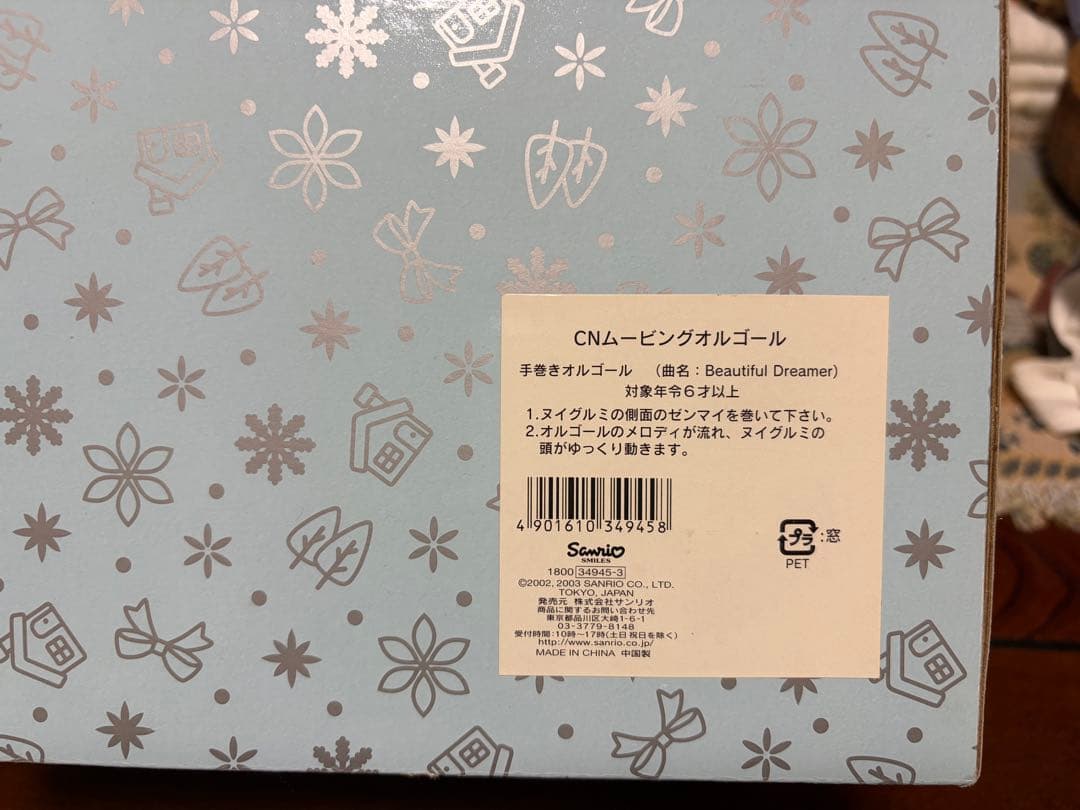 CNムービングオルゴール
手巻きオルゴール （曲名：Beautiful Dreamer）
対象年令6才以上
1.ヌイグルミの側面のゼンマイを巻いて下さい。
2.オルゴールのメロディが流れ、ヌイグルミの
頭がゆっくり動きます。
4 901610 349458
Sanrio
SMILES
1800 34945-3
©2002, 2003 SANRIO CO., LTD.
TOKYO, JAPAN
発売元 株式会社サンリオ
商品に関するお問い合わせ先
東京都品川区大崎1-6-1
03-3779-8148
受付時間：10時〜17時(土日 祝日を除く)
http://www.sanrio.co.jp/
MADE IN CHINA 中国製
プラ：窓
PET